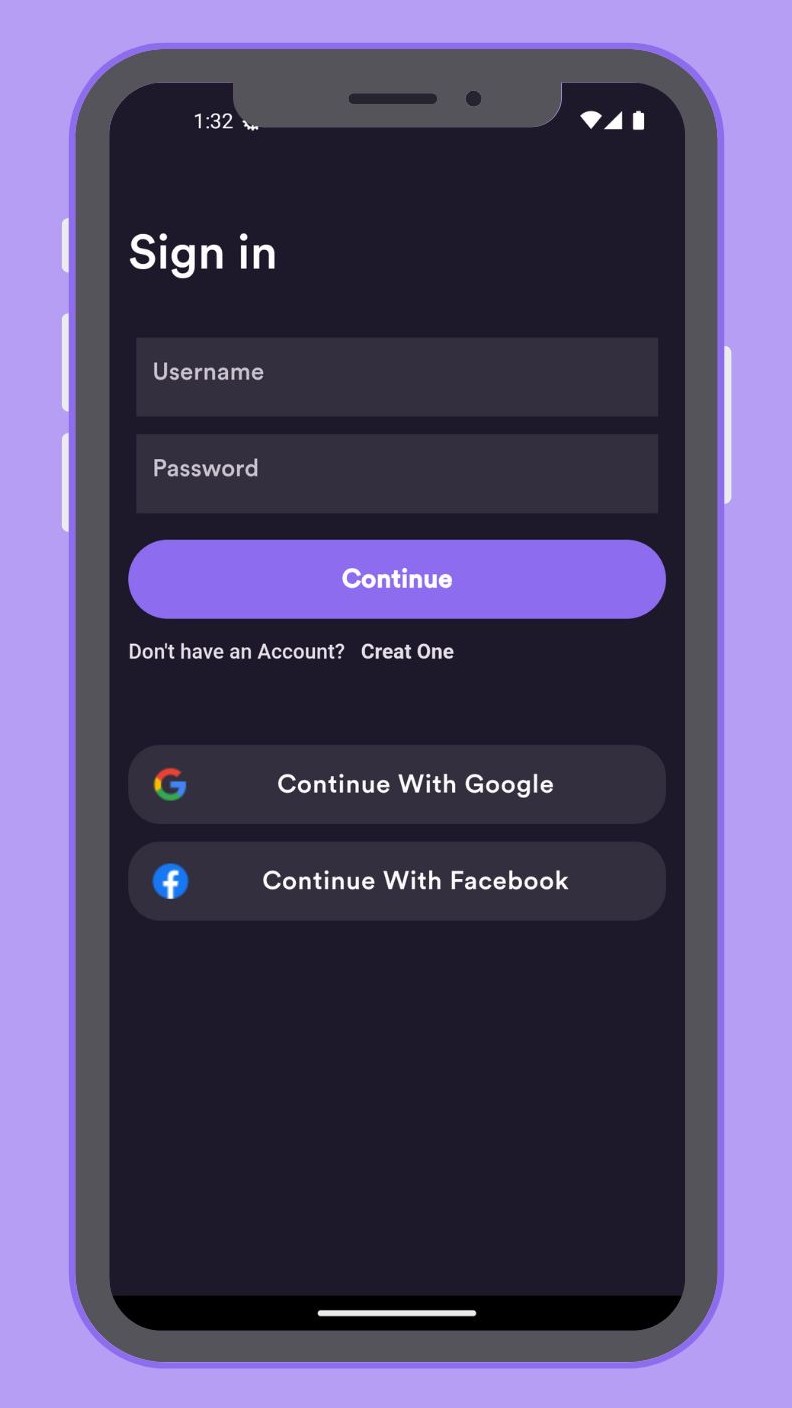 1:32
Sign in
Username
Password
Continue
Don't have an Account? Creat One
Continue With Google
Continue With Facebook